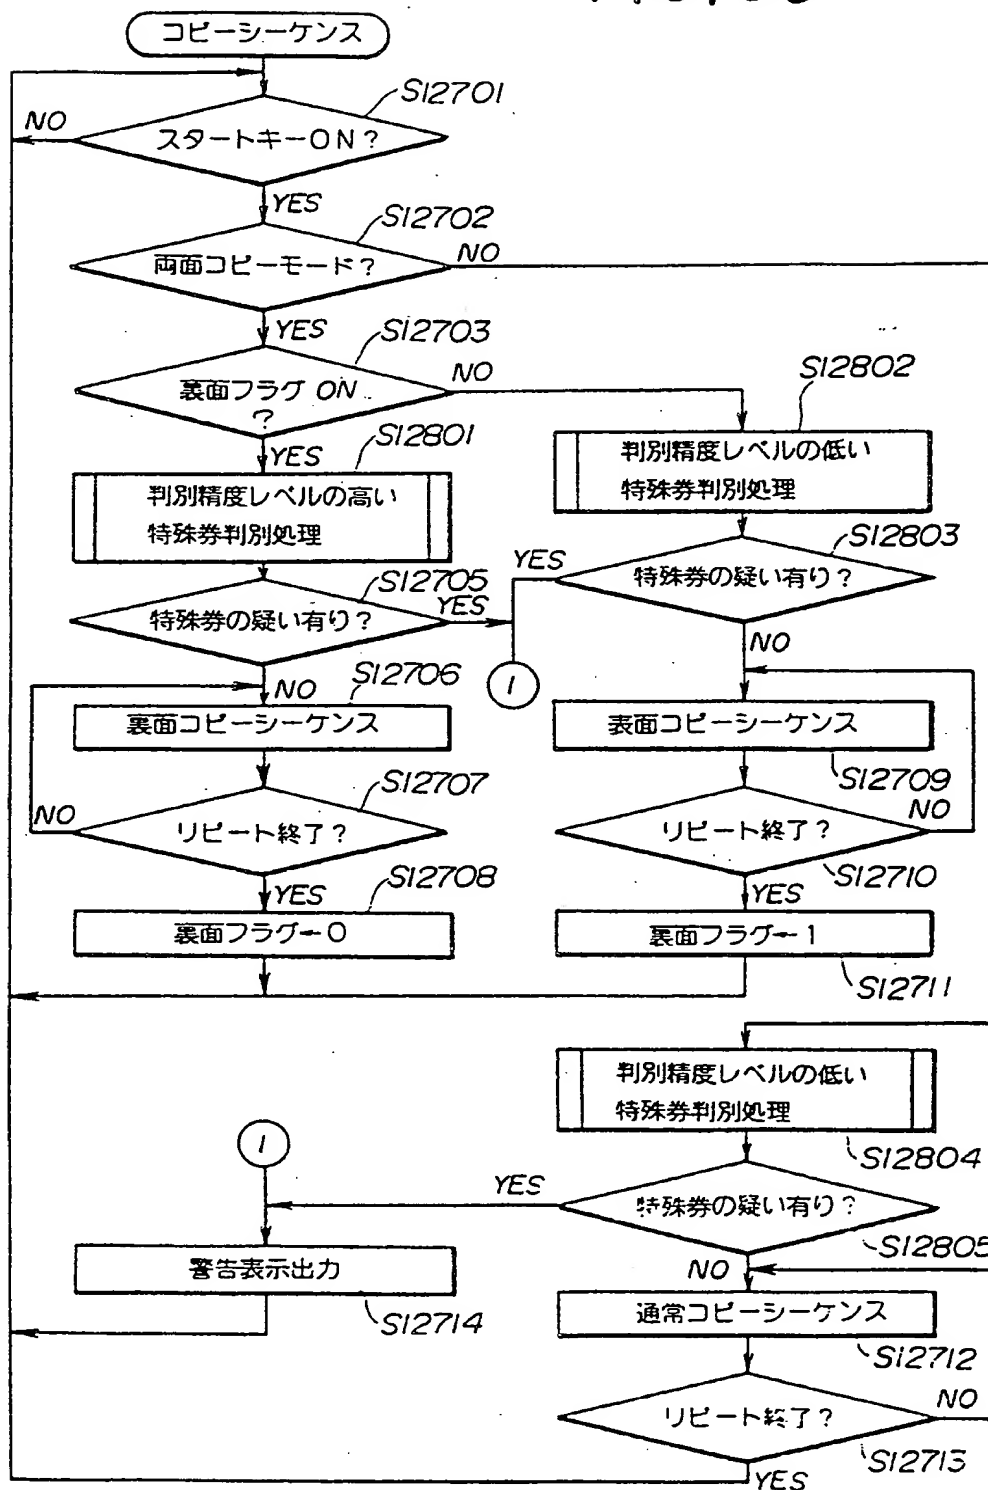 コピーシーケンス
S12701
NO
スタートキーON?
YES
S12702
両面コピーモード?
NO
YES
S12703
裏面フラグ ON
?
NO
S12802
S12801
YES
判別精度レベルの高い
特殊券判別処理
判別精度レベルの低い
特殊券判別処理
S12803
YES
特殊券の疑い有り?
S12705
特殊券の疑い有り?
YES
NO
1
NO
S12706
裏面コピーシーケンス
表面コピーシーケンス
S12709
S12707
NO
リピート終了?
リピート終了?
NO
S12710
YES
S12708
YES
裏面フラグ←0
裏面フラグ←1
S12711
判別精度レベルの低い
特殊券判別処理
S12804
1
YES
特殊券の疑い有り?
S12805
警告表示出力
S12714
NO
通常コピーシーケンス
S12712
リピート終了?
NO
S12713
YES